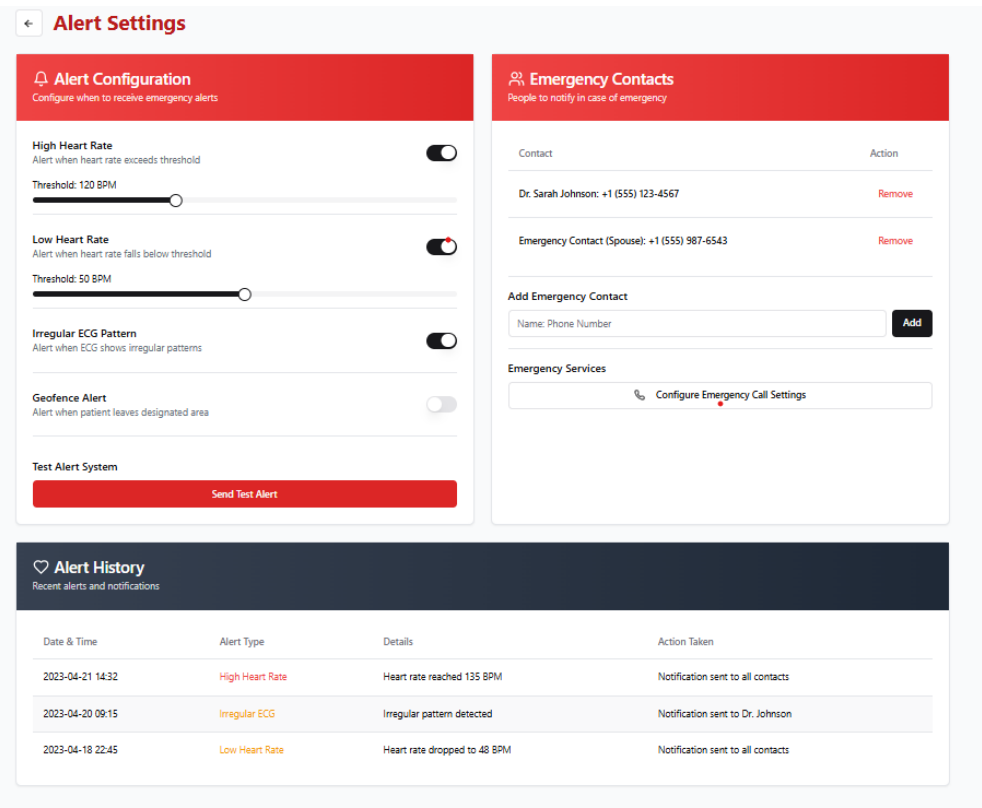 Alert Settings
Alert Configuration
Configure when to receive emergency alerts
High Heart Rate
Alert when heart rate exceeds threshold
Threshold: 120 BPM
Low Heart Rate
Alert when heart rate falls below threshold
Threshold: 50 BPM
Irregular ECG Pattern
Alert when ECG shows irregular patterns
Geofence Alert
Alert when patient leaves designated area
Test Alert System
Send Test Alert
Emergency Contacts
People to notify in case of emergency
Contact Action
Dr. Sarah Johnson: +1 (555) 123-4567 Remove
Emergency Contact (Spouse): +1 (555) 987-6543 Remove
Add Emergency Contact
Name: Phone Number Add
Emergency Services
Configure Emergency Call Settings
Alert History
Recent alerts and notifications
Date & Time Alert Type Details Action Taken
2023-04-21 14:32 High Heart Rate Heart rate reached 135 BPM Notification sent to all contacts
2023-04-20 09:15 Irregular ECG Irregular pattern detected Notification sent to Dr. Johnson
2023-04-18 22:45 Low Heart Rate Heart rate dropped to 48 BPM Notification sent to all contacts